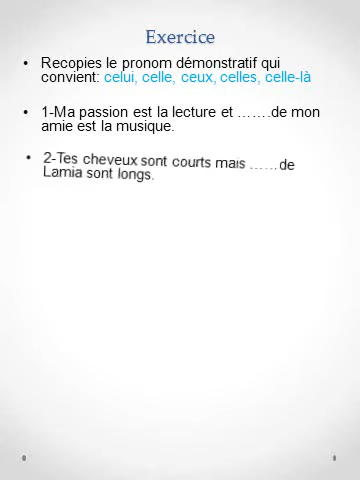 Exercice
• Recopies le pronom démonstratif qui
convient: celui, celle, ceux, celles, celle-là
• 1-Ma passion est la lecture et …….de mon
amie est la musique.
• 2-Tes cheveux sont courts mais ……de
Lamia sont longs.